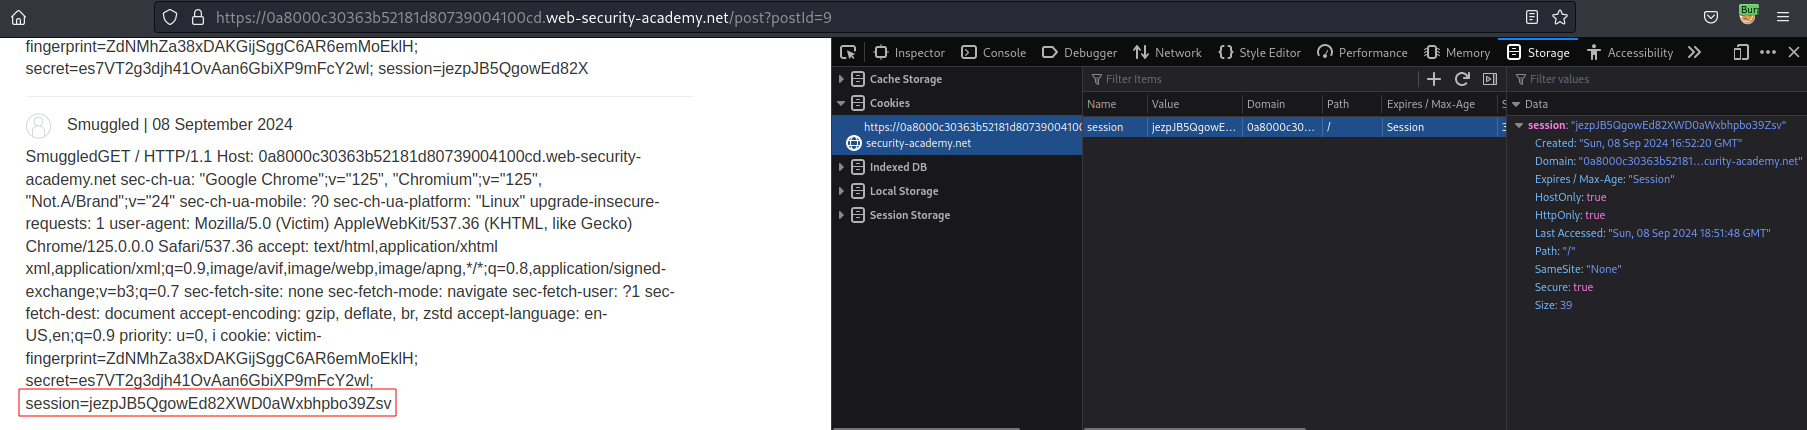 https://0a8000c30363b52181d80739004100cd.web-security-academy.net/post?postId=9
Burp
fingerprint=ZdNMhZa38xDAKGijSggC6AR6emMoEklH;
secret=es7VT2g3djh41OvAan6GbiXP9mFcY2wl; session=jezpJB5QgowEd82X
Smuggled | 08 September 2024
SmuggledGET / HTTP/1.1 Host: 0a8000c30363b52181d80739004100cd.web-security-
academy.net sec-ch-ua: "Google Chrome";v="125", "Chromium";v="125",
"Not.A/Brand";v="24" sec-ch-ua-mobile: ?0 sec-ch-ua-platform: "Linux" upgrade-insecure-
requests: 1 user-agent: Mozilla/5.0 (Victim) AppleWebKit/537.36 (KHTML, like Gecko)
Chrome/125.0.0.0 Safari/537.36 accept: text/html,application/xhtml
xml,application/xml;q=0.9,image/avif,image/webp,image/apng,*/*;q=0.8,application/signed-
exchange;v=b3;q=0.7 sec-fetch-site: none sec-fetch-mode: navigate sec-fetch-user: ?1 sec-
fetch-dest: document accept-encoding: gzip, deflate, br, zstd accept-language: en-
US,en;q=0.9 priority: u=0, i cookie: victim-
fingerprint=ZdNMhZa38xDAKGijSggC6AR6emMoEklH;
secret=es7VT2g3djh41OvAan6GbiXP9mFcY2wl;
session=jezpJB5QgowEd82XWD0aWxbhpbo39Zsv
Inspector Console Debugger Network Style Editor Performance Memory Storage Accessibility
Cache Storage
Cookies
https://0a8000c30363b52181d80739004100
security-academy.net
Indexed DB
Local Storage
Session Storage
Filter Items
Name Value Domain Path Expires / Max-Age S
session jezpJB5QgowE... 0a8000c30... / Session 3
Filter values
Data
session: "jezpJB5QgowEd82XWD0aWxbhpbo39Zsv"
Created: "Sun, 08 Sep 2024 16:52:20 GMT"
Domain: "0a8000c30363b52181...curity-academy.net"
Expires / Max-Age: "Session"
HostOnly: true
HttpOnly: true
Last Accessed: "Sun, 08 Sep 2024 18:51:48 GMT"
Path: "/"
SameSite: "None"
Secure: true
Size: 39